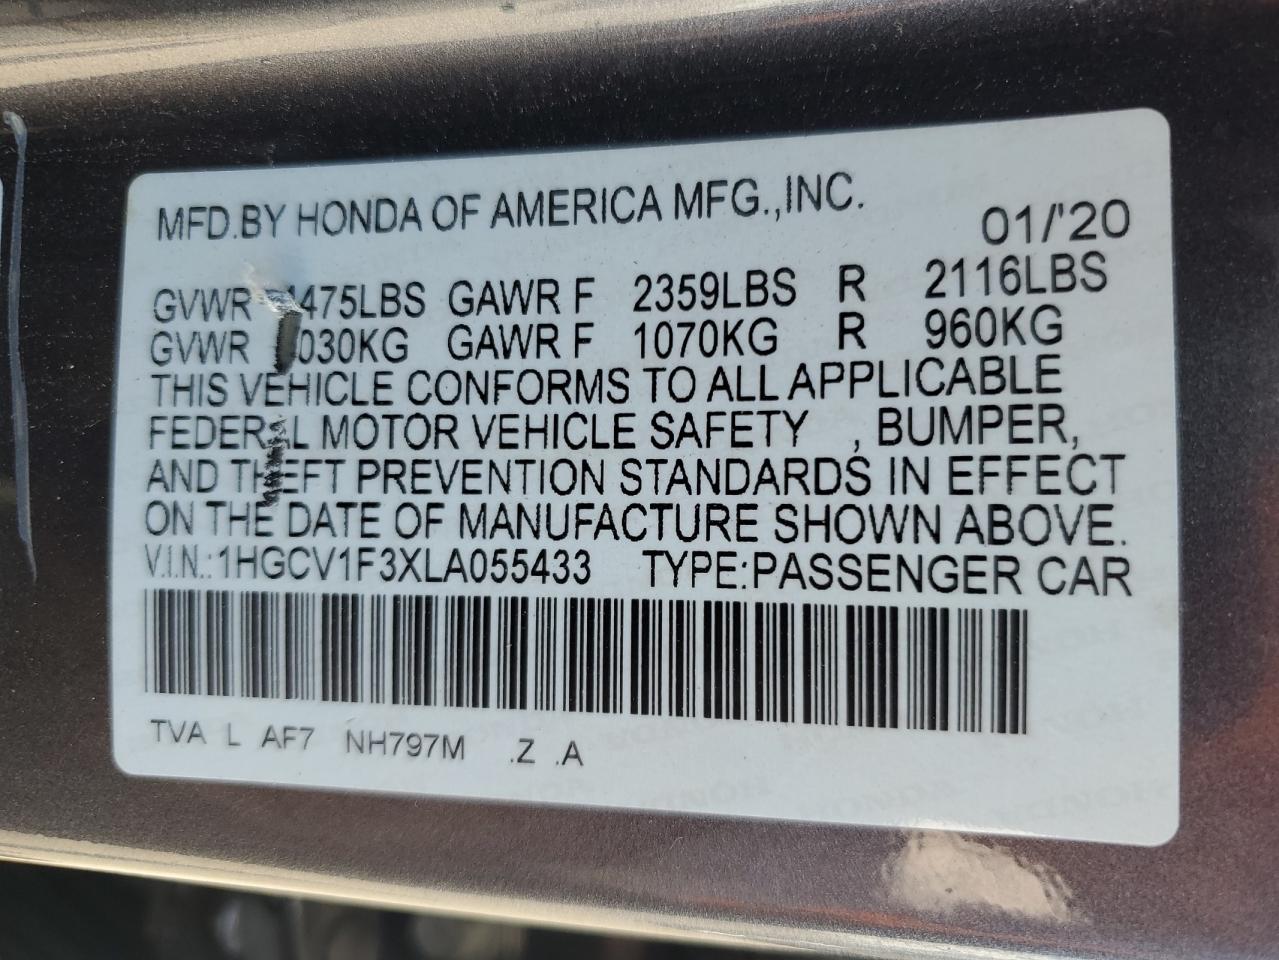 MFD.BY HONDA OF AMERICA MFG.,INC.
01/'20
GVWR 4475LBS GAWR F 2359LBS R 2116LBS
GVWR GAWR F 1070KG R 960KG
THIS VEHICLE CONFORMS TO ALL APPLICABLE
FEDERAL MOTOR VEHICLE SAFETY , BUMPER,
AND THEFT PREVENTION STANDARDS IN EFFECT
ON THE DATE OF MANUFACTURE SHOWN ABOVE.
V.I.N.:1HGCV1F3XLA055433 TYPE:PASSENGER CAR
TVA L AF7 NH797M .Z .A